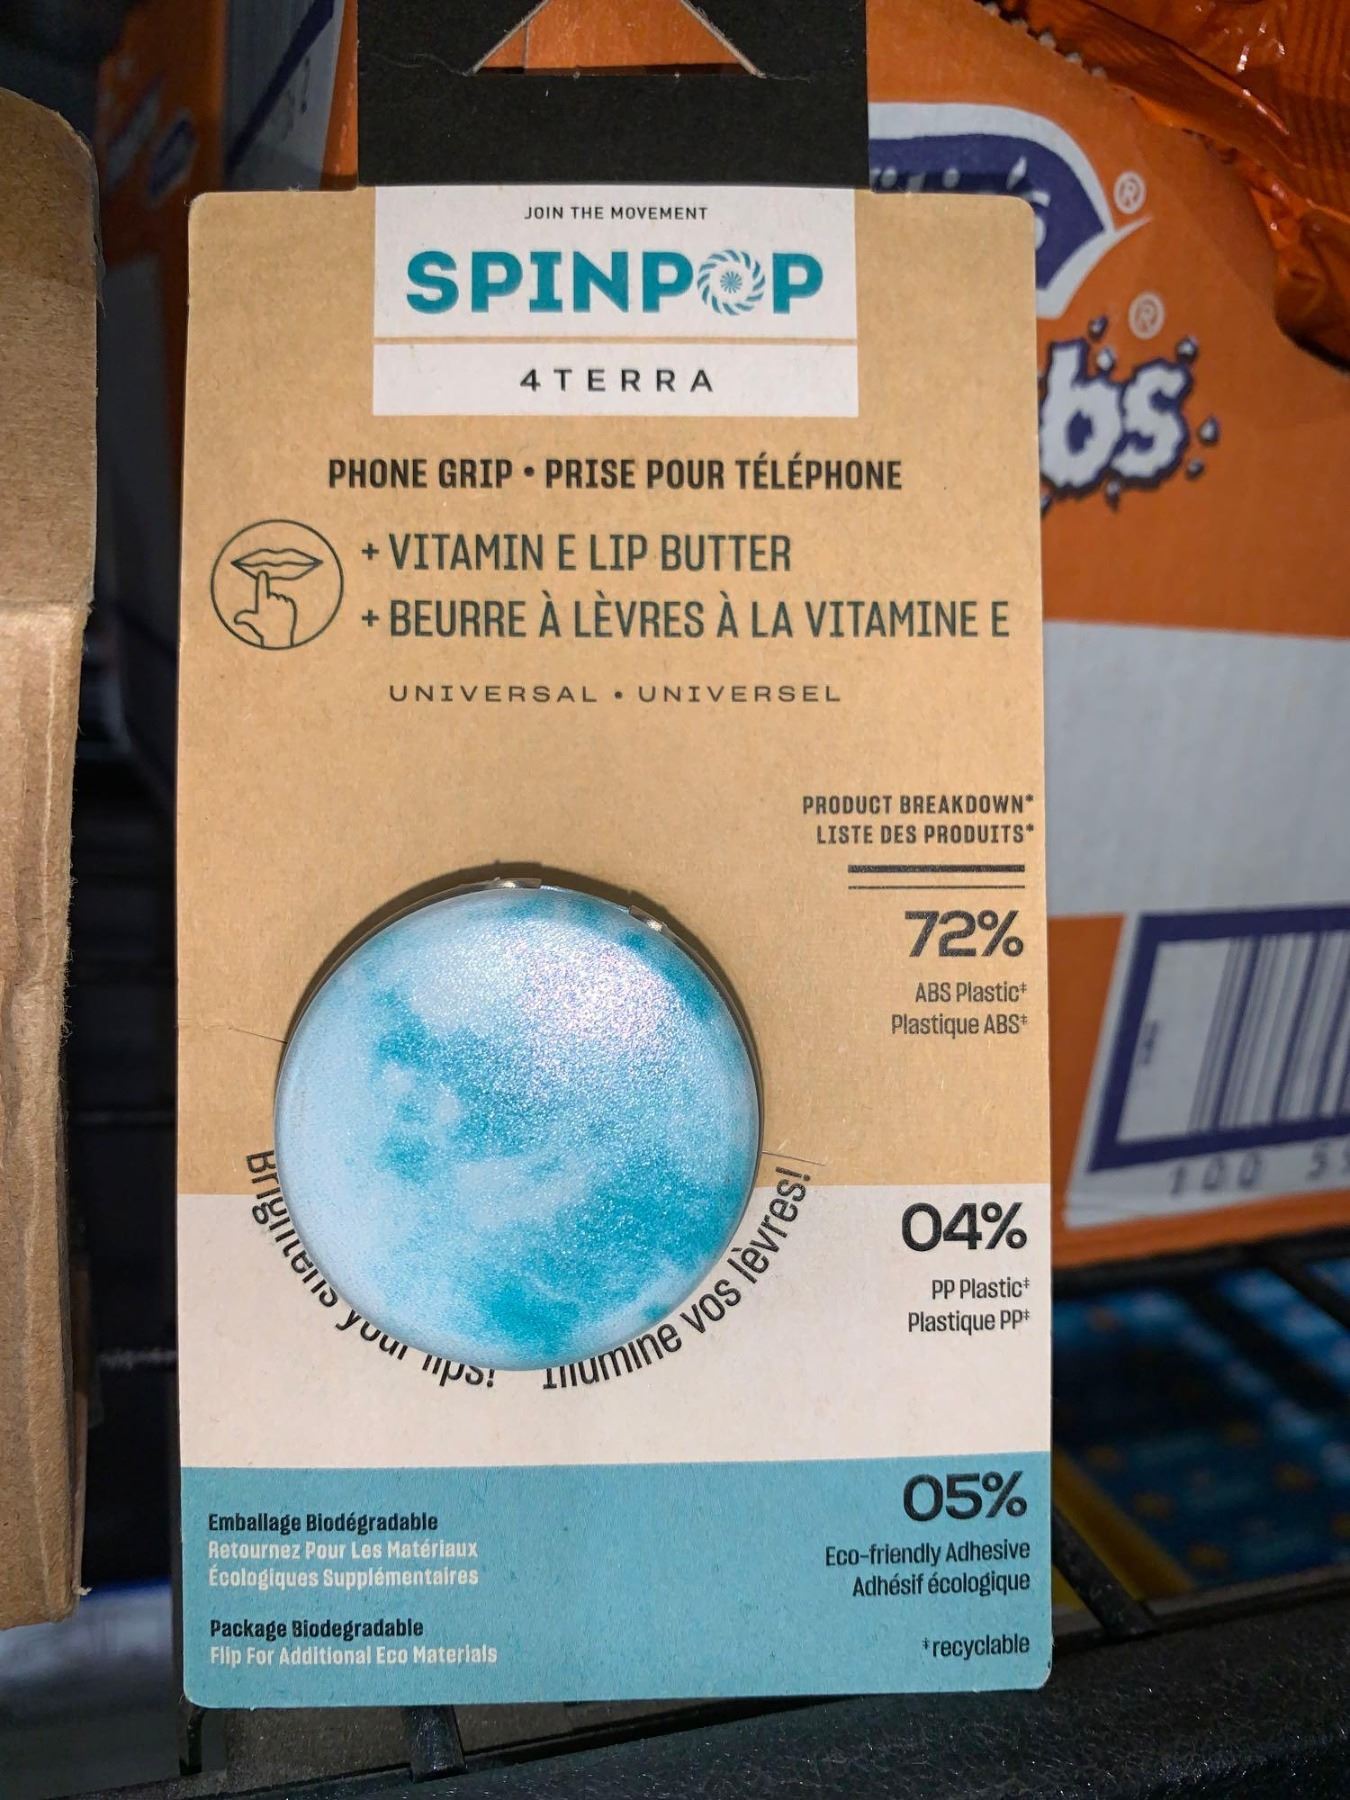 JOIN THE MOVEMENT
SPINPOP
4TERRA
PHONE GRIP • PRISE POUR TÉLÉPHONE
+ VITAMIN E LIP BUTTER
+ BEURRE À LÈVRES À LA VITAMINE E
UNIVERSAL • UNIVERSEL
PRODUCT BREAKDOWN*
LISTE DES PRODUITS*
72%
ABS Plastic‡
Plastique ABS‡
Brightens your lips! Illumine vos lèvres!
04%
PP Plastic‡
Plastique PP‡
05%
Eco-friendly Adhesive
Adhésif écologique
‡recyclable
Emballage Biodégradable
Retournez Pour Les Matériaux
Écologiques Supplémentaires
Package Biodegradable
Flip For Additional Eco Materials
®
®
bs
100